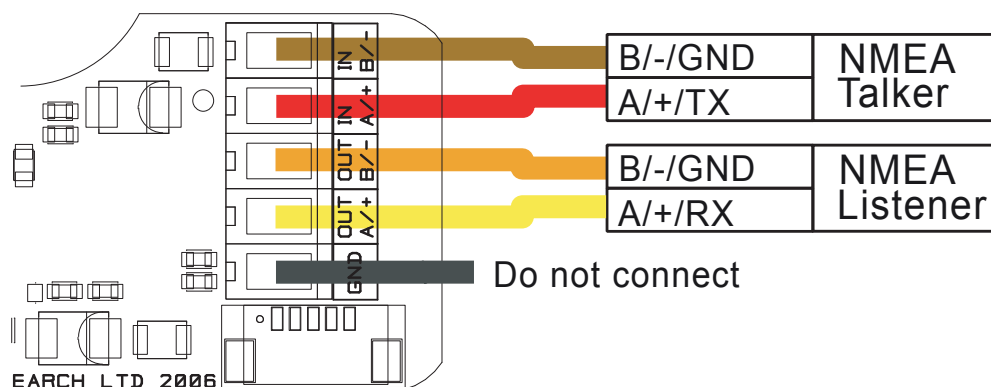 IN B/-
IN A/+
OUT B/-
OUT A/+
GND
B/-/GND
A/+/TX
NMEA
Talker
B/-/GND
A/+/RX
NMEA
Listener
Do not connect
EARCH LTD 2006